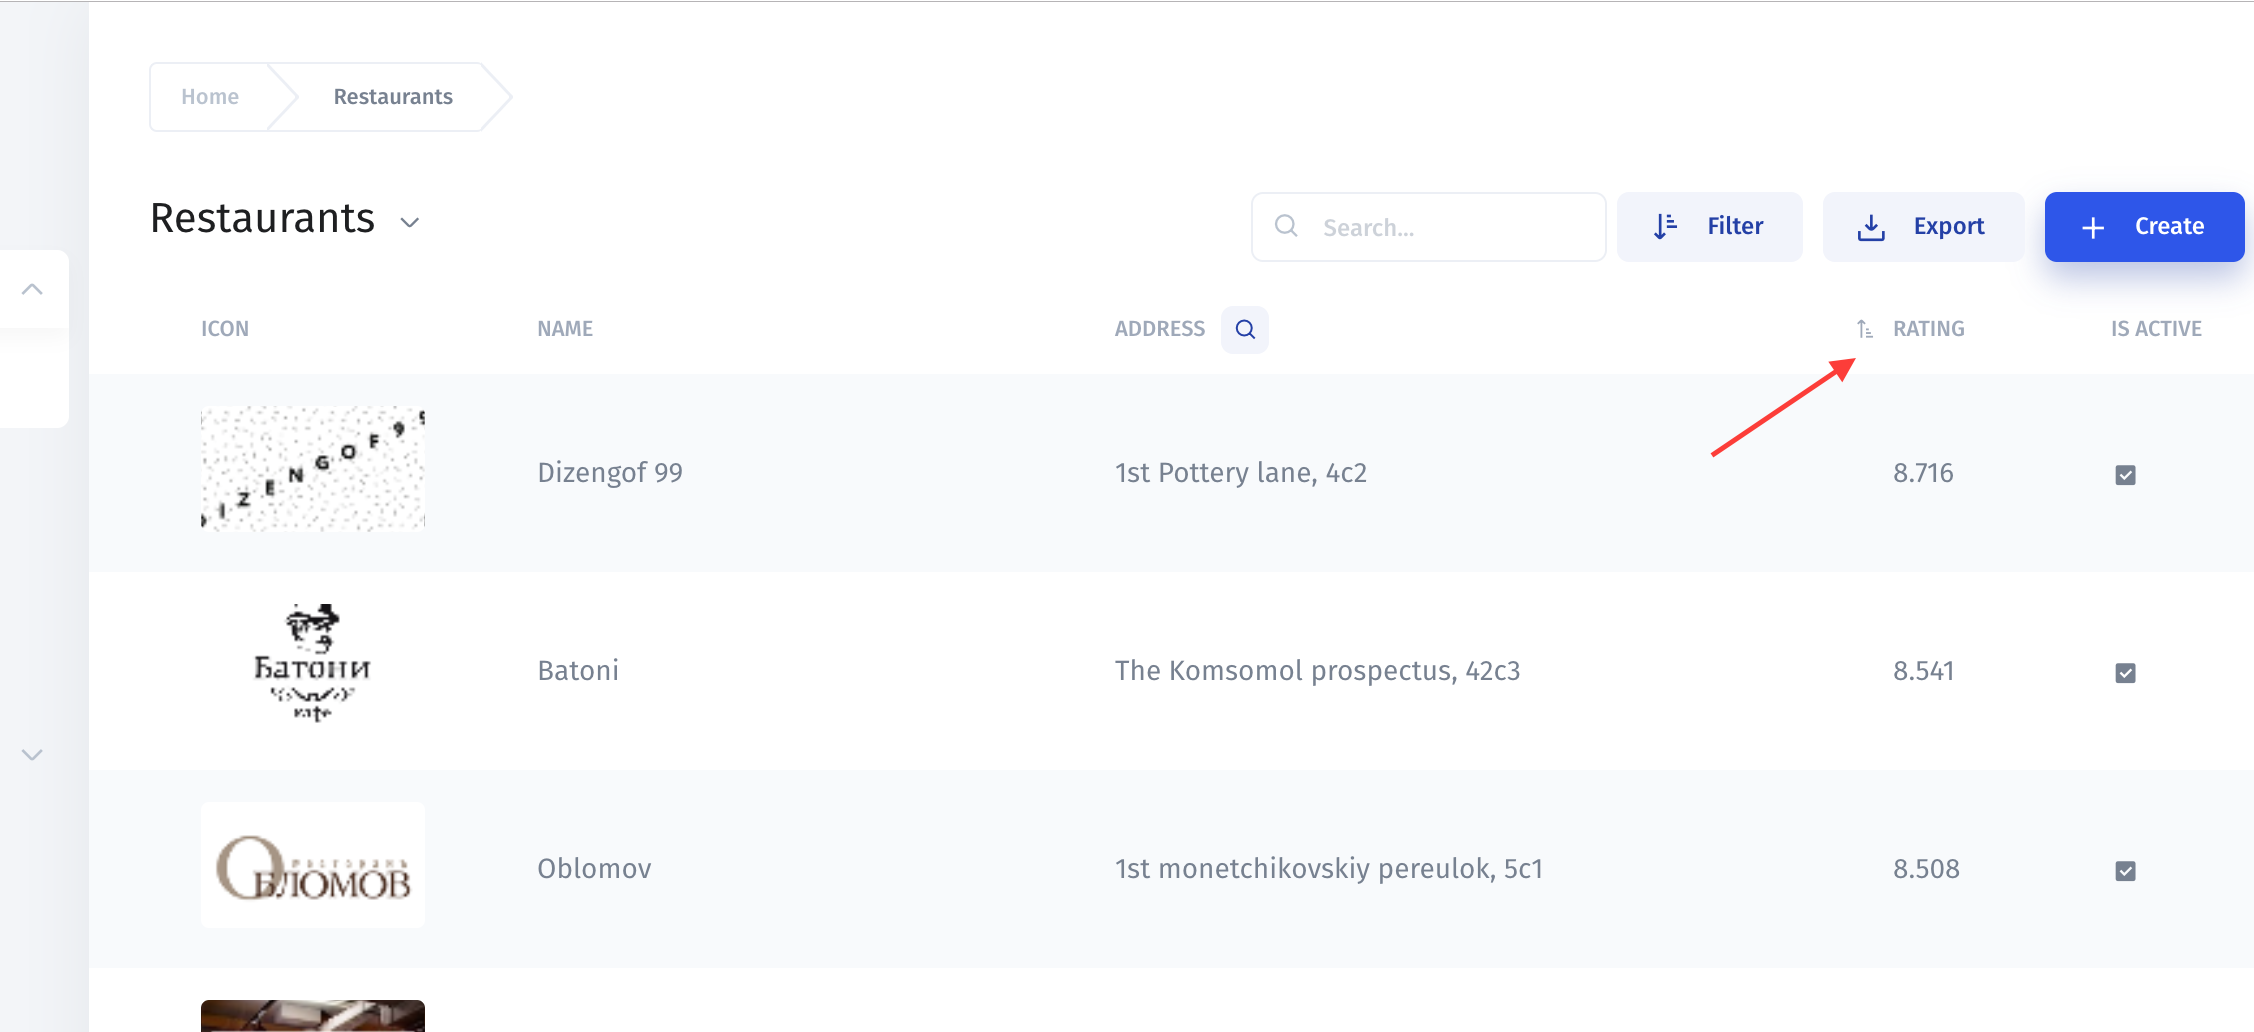 Home
Restaurants
Restaurants
Search...
Filter
Export
Create
ICON
NAME
ADDRESS
RATING
IS ACTIVE
IZENGOF 9
Dizengof 99
1st Pottery lane, 4c2
8.716
Батони
кафе
Batoni
The Komsomol prospectus, 42c3
8.541
РЕСТОРАНЪ
ОБЛОМОВ
Oblomov
1st monetchikovskiy pereulok, 5c1
8.508